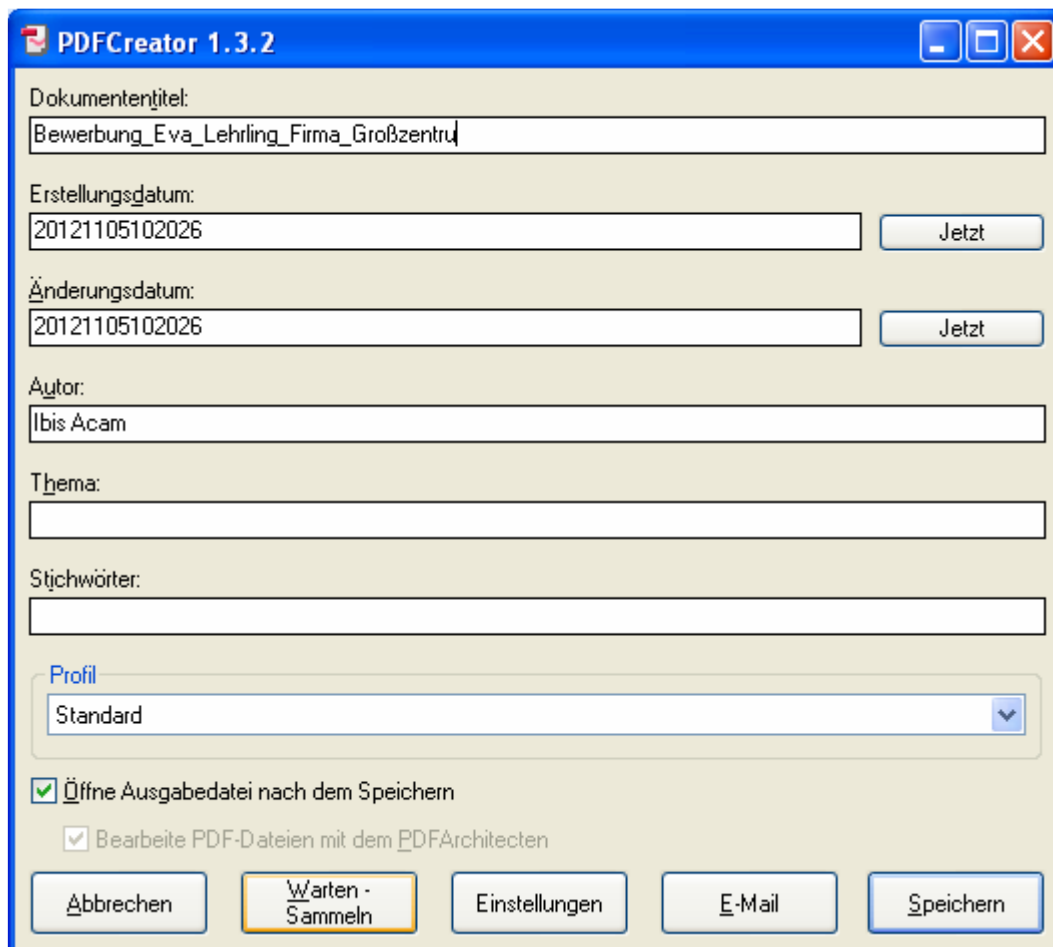 PDFCreator 1.3.2
Dokumententitel:
Bewerbung_Eva_Lehrling_Firma_Großzentru
Erstellungsdatum:
20121105102026
Jetzt
Änderungsdatum:
20121105102026
Jetzt
Autor:
Ibis Acam
Thema:
Stichwörter:
Profil
Standard
Öffne Ausgabedatei nach dem Speichern
Bearbeite PDF-Dateien mit dem PDFArchitecten
Abbrechen
Warten -
Sammeln
Einstellungen
E-Mail
Speichern